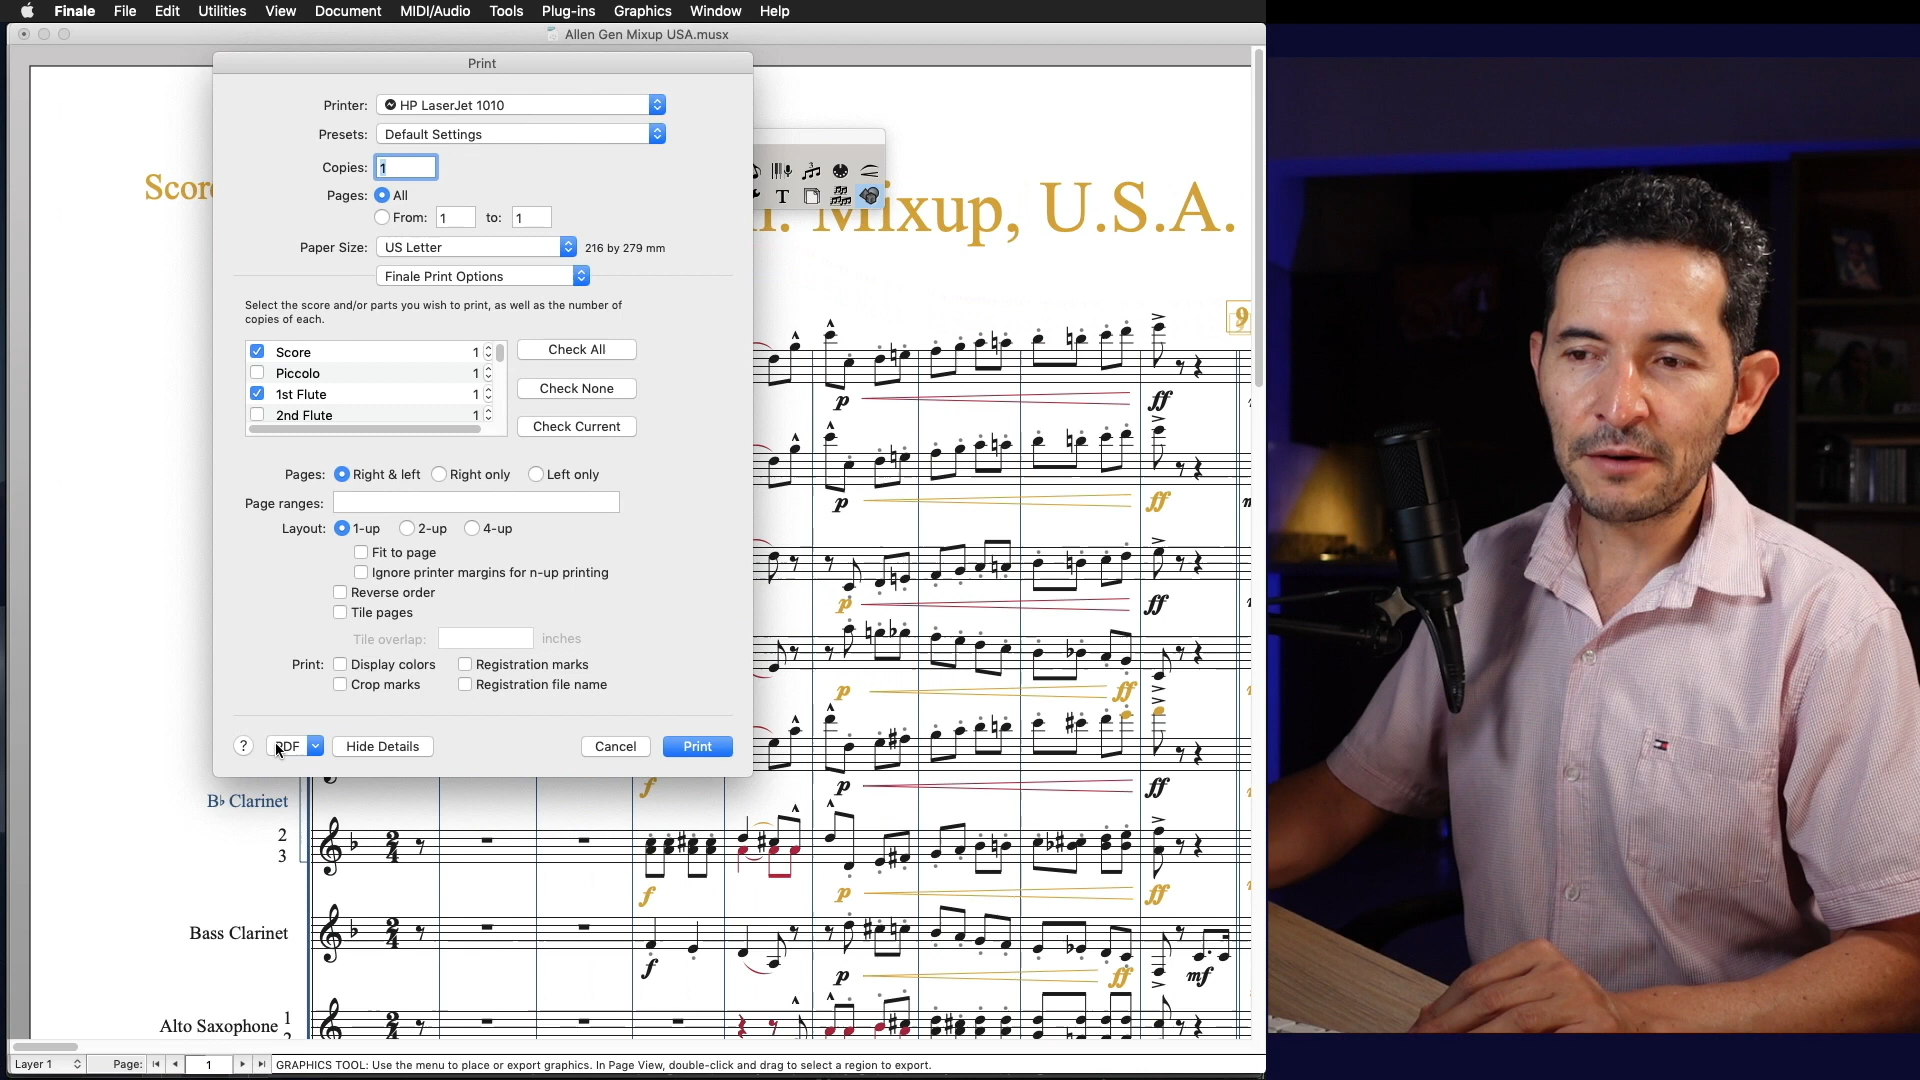 Finale File Edit Utilities View Document MIDI/Audio Tools Plug-ins Graphics Window Help
Allen Gen Mixup USA.musx
Print
Printer: HP LaserJet 1010
Presets: Default Settings
Copies: 1
Pages: All
From: 1 to: 1
Paper Size: US Letter 216 by 279 mm
Finale Print Options
Select the score and/or parts you wish to print, as well as the number of
copies of each.
Score 1
Piccolo 1
1st Flute 1
2nd Flute 1
Check All
Check None
Check Current
Pages: Right & left Right only Left only
Page ranges:
Layout: 1-up 2-up 4-up
Fit to page
Ignore printer margins for n-up printing
Reverse order
Tile pages
Tile overlap: inches
Print: Display colors Registration marks
Crop marks Registration file name
? PDF Hide Details Cancel Print
Mixup, U.S.A.
9
p ff
p ff
p ff
p ff
p ff
f
B♭ Clarinet
2
3
f p ff
Bass Clarinet
f p ff mf
Alto Saxophone 1
Layer 1 Page: 1 GRAPHICS TOOL: Use the menu to place or export graphics. In Page View, double-click and drag to select a region to export.